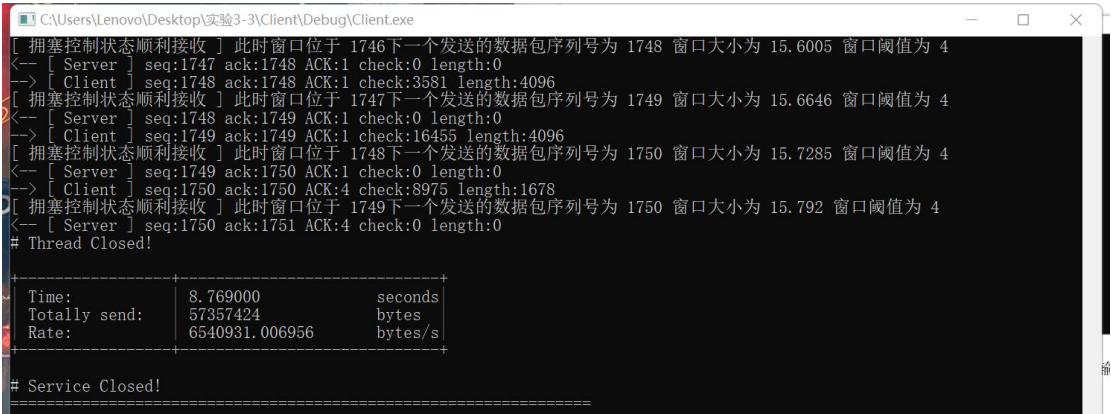 C:\Users\Lenovo\Desktop\实验3-3\Client\Debug\Client.exe
[ 拥塞控制状态顺利接收 ] 此时窗口位于 1746下一个发送的数据包序列号为 1748 窗口大小为 15.6005 窗口阈值为 4
<-- [ Server ] seq:1747 ack:1748 ACK:1 check:0 length:0
--> [ Client ] seq:1748 ack:1748 ACK:1 check:3581 length:4096
[ 拥塞控制状态顺利接收 ] 此时窗口位于 1747下一个发送的数据包序列号为 1749 窗口大小为 15.6646 窗口阈值为 4
<-- [ Server ] seq:1748 ack:1749 ACK:1 check:0 length:0
--> [ Client ] seq:1749 ack:1749 ACK:1 check:16455 length:4096
[ 拥塞控制状态顺利接收 ] 此时窗口位于 1748下一个发送的数据包序列号为 1750 窗口大小为 15.7285 窗口阈值为 4
<-- [ Server ] seq:1749 ack:1750 ACK:1 check:0 length:0
--> [ Client ] seq:1750 ack:1750 ACK:4 check:8975 length:1678
[ 拥塞控制状态顺利接收 ] 此时窗口位于 1749下一个发送的数据包序列号为 1750 窗口大小为 15.792 窗口阈值为 4
<-- [ Server ] seq:1750 ack:1751 ACK:4 check:0 length:0
# Thread Closed!
Time: 8.769000 seconds
Totally send: 57357424 bytes
Rate: 6540931.006956 bytes/s
# Service Closed!